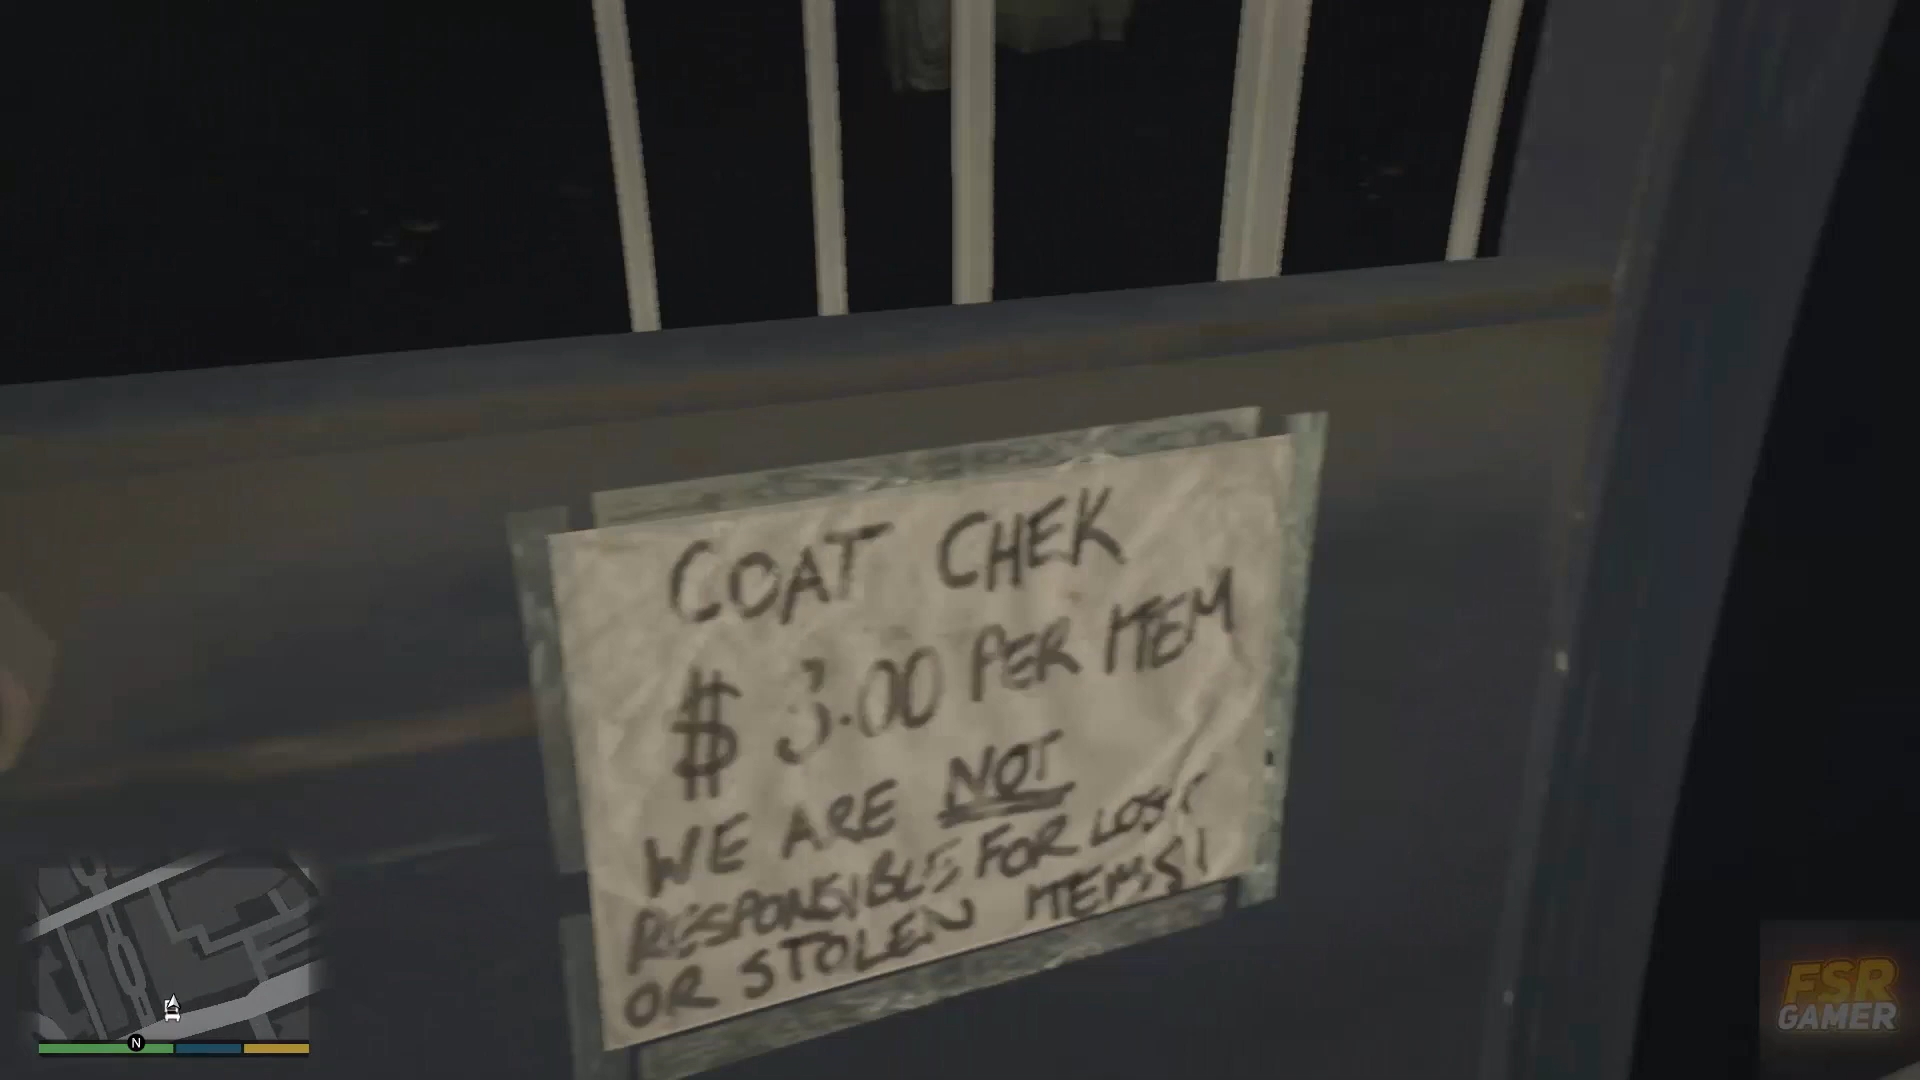 COAT CHEK
$ 3.00 PER ITEM
WE ARE NOT
RESPONSIBLE FOR LOST
OR STOLEN ITEMS!
N
FSR
GAMER